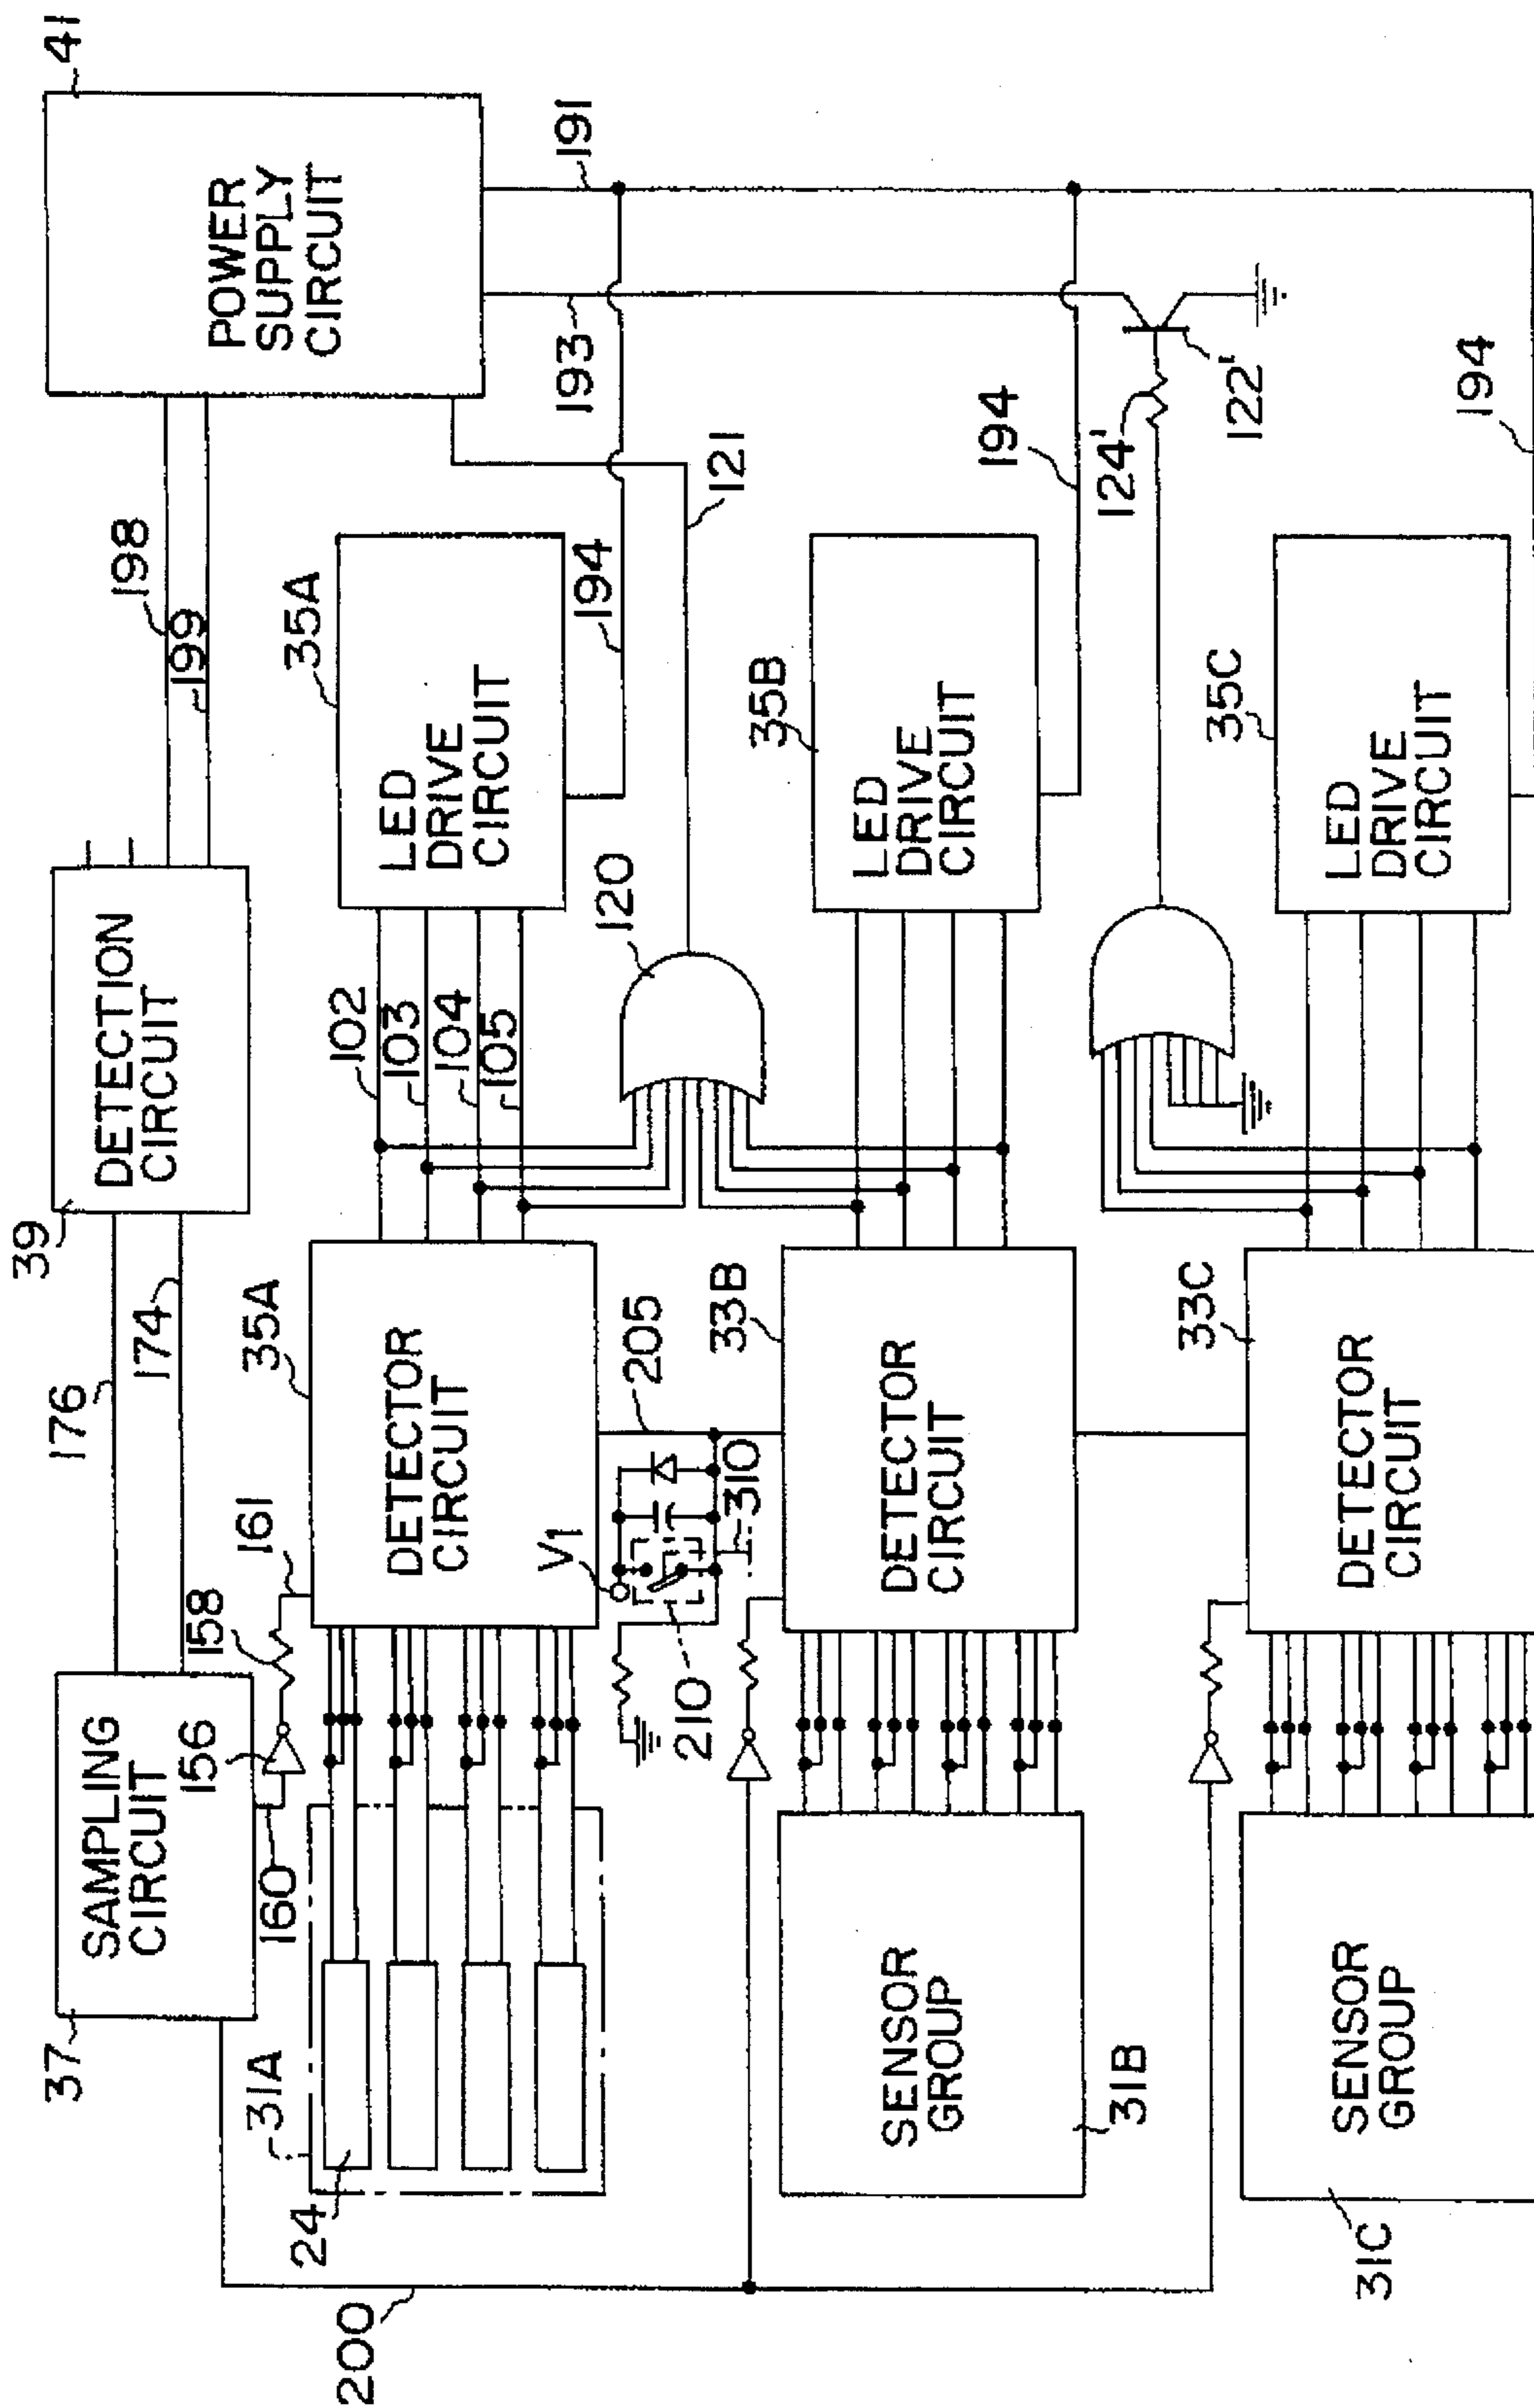 37
SAMPLING
CIRCUIT
156
160
158
161
176
174
39
DETECTION
CIRCUIT
198
199
POWER
SUPPLY
CIRCUIT
41
191
193
200
24
31A
35A
DETECTOR
CIRCUIT
102
103
104
105
35A
LED
DRIVE
CIRCUIT
194
120
121
V1
210
310
205
SENSOR
GROUP
31B
33B
DETECTOR
CIRCUIT
35B
LED
DRIVE
CIRCUIT
194
124'
122'
SENSOR
GROUP
31C
33C
DETECTOR
CIRCUIT
35C
LED
DRIVE
CIRCUIT
194